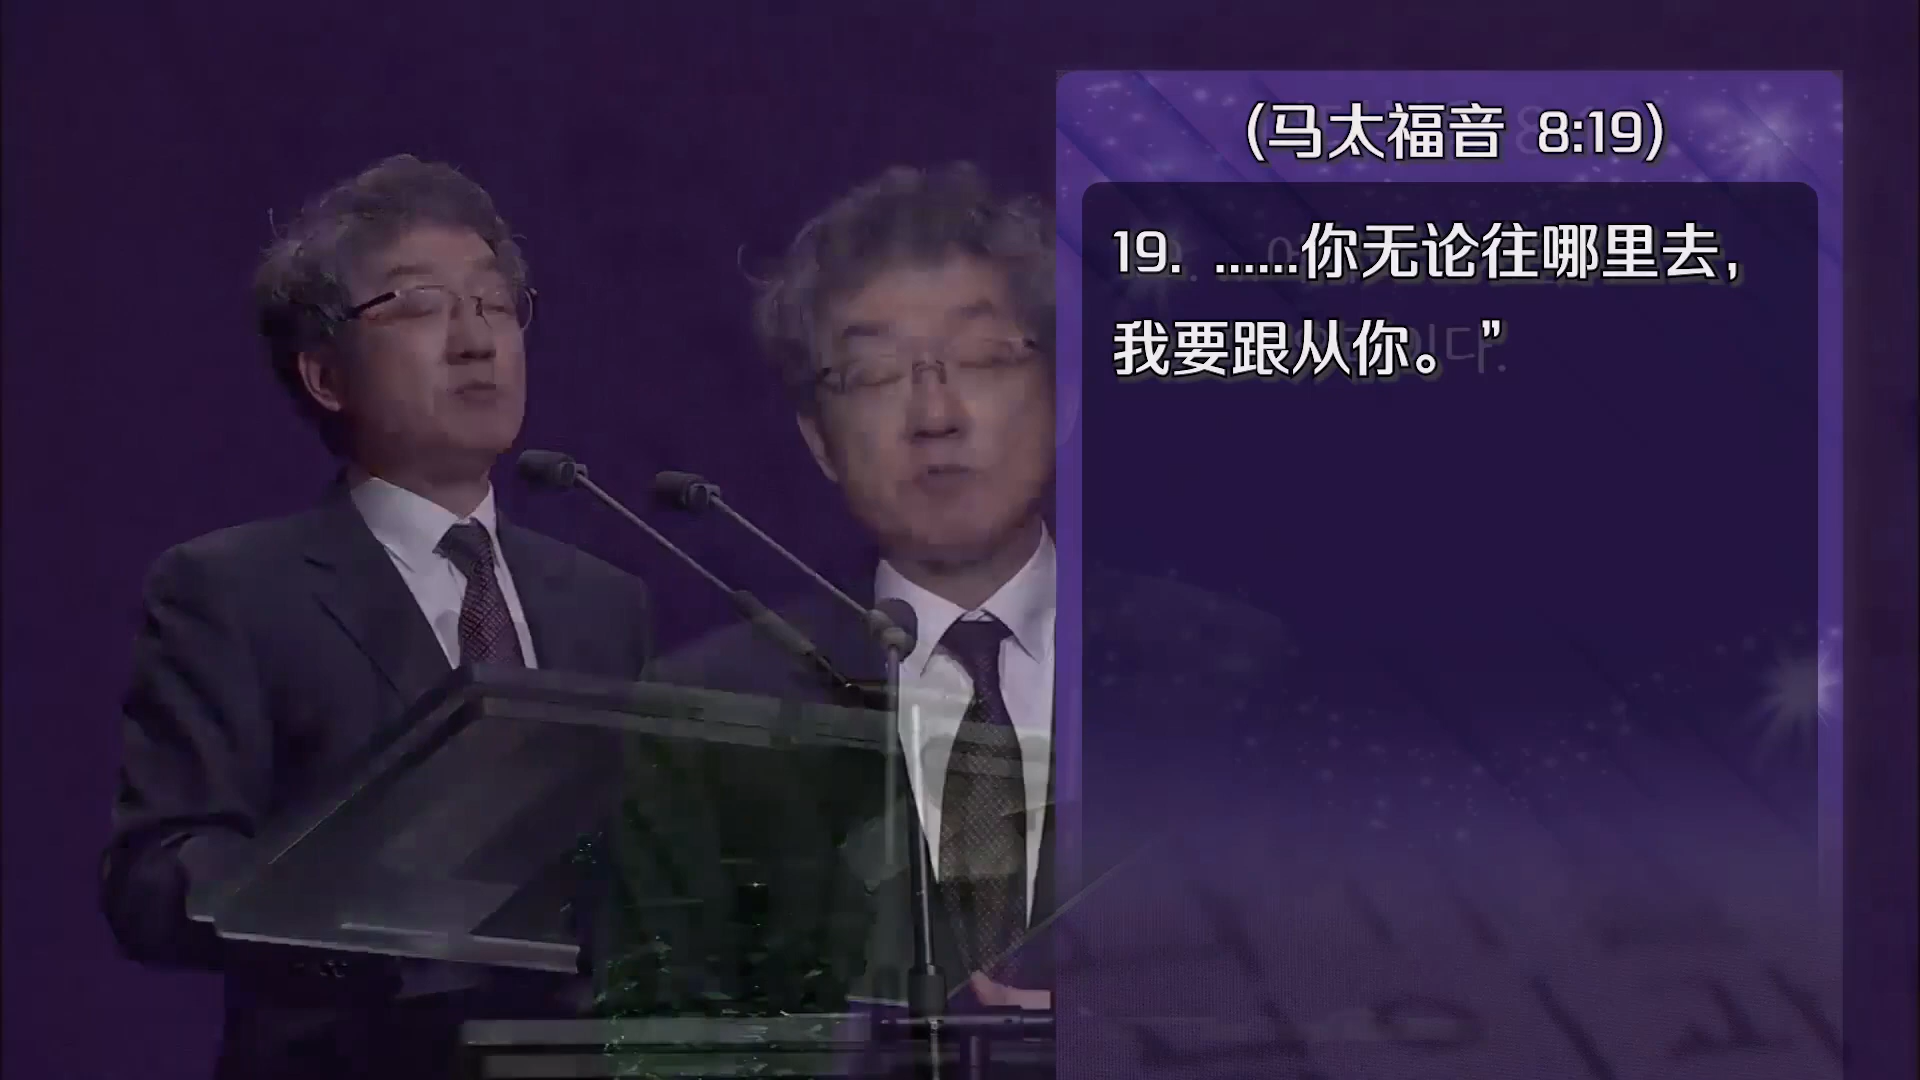 (马太福音 8:19)
19. ......你无论往哪里去,
我要跟从你。”